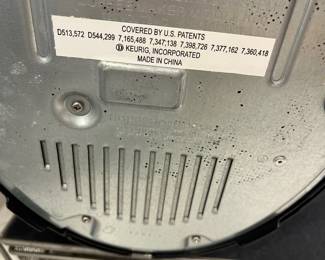 COVERED BY U.S. PATENTS
D513,572 D544,299 7,165,488 7,347,138 7,398,726 7,377,162 7,360,418
KEURIG, INCORPORATED
MADE IN CHINA